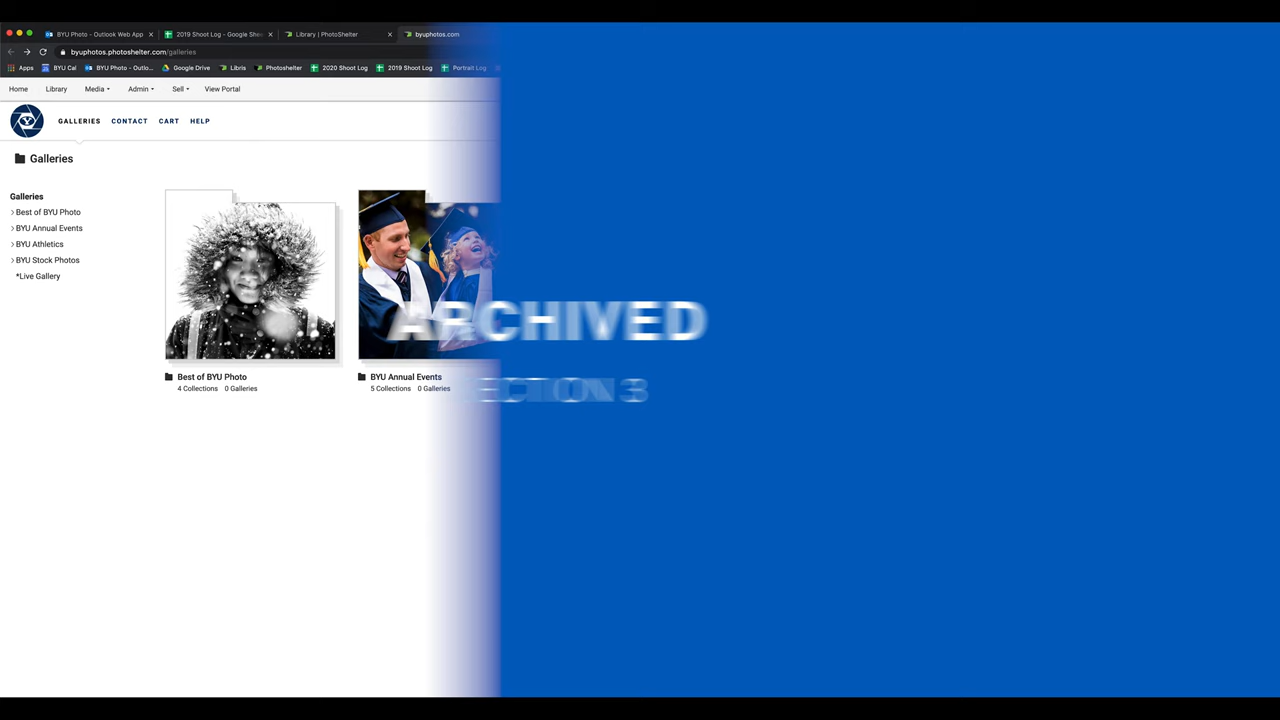 BYU Photo - Outlook Web App
2019 Shoot Log - Google She
Library | PhotoShelter
byuphotos.com
byuphotos.photoshelter.com/galleries
Apps BYU Cal BYU Photo - Outlo... Google Drive Libris Photoshelter 2020 Shoot Log 2019 Shoot Log Portrait Log
Home Library Media Admin Sell View Portal
GALLERIES CONTACT CART HELP
Galleries
Galleries
Best of BYU Photo
BYU Annual Events
BYU Athletics
BYU Stock Photos
*Live Gallery
ARCHIVED
SECTION 3
Best of BYU Photo
4 Collections 0 Galleries
BYU Annual Events
5 Collections 0 Galleries